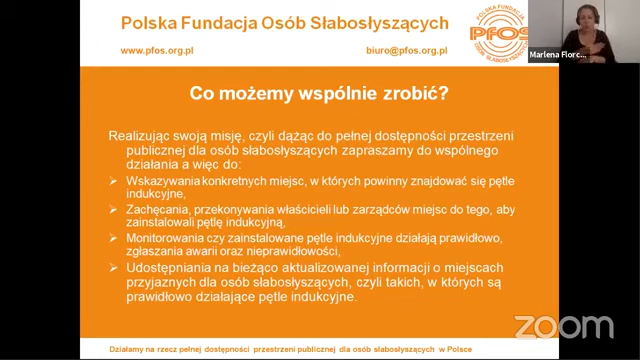 Polska Fundacja Osób Słabosłyszących
www.pfos.org.pl
biuro@pfos.org.pl
POLSKA FUNDACJA
Pfos
OSÓB SŁABOSŁYSZĄCYCH
Marlena Florc...
Co możemy wspólnie zrobić?
Realizując swoją misję, czyli dążąc do pełnej dostępności przestrzeni
publicznej dla osób słabosłyszących zapraszamy do wspólnego
działania a więc do:
Wskazywania konkretnych miejsc, w których powinny znajdować się pętle
indukcyjne,
Zachęcania, przekonywania właścicieli lub zarządców miejsc do tego, aby
zainstalowali pętlę indukcyjną,
Monitorowania czy zainstalowane pętle indukcyjne działają prawidłowo,
zgłaszania awarii oraz nieprawidłowości,
Udostępniania na bieżąco aktualizowanej informacji o miejscach
przyjaznych dla osób słabosłyszących, czyli takich, w których są
prawidłowo działające pętle indukcyjne.
zoom
Działamy na rzecz pełnej dostępności przestrzeni publicznej dla osób słabosłyszących w Polsce